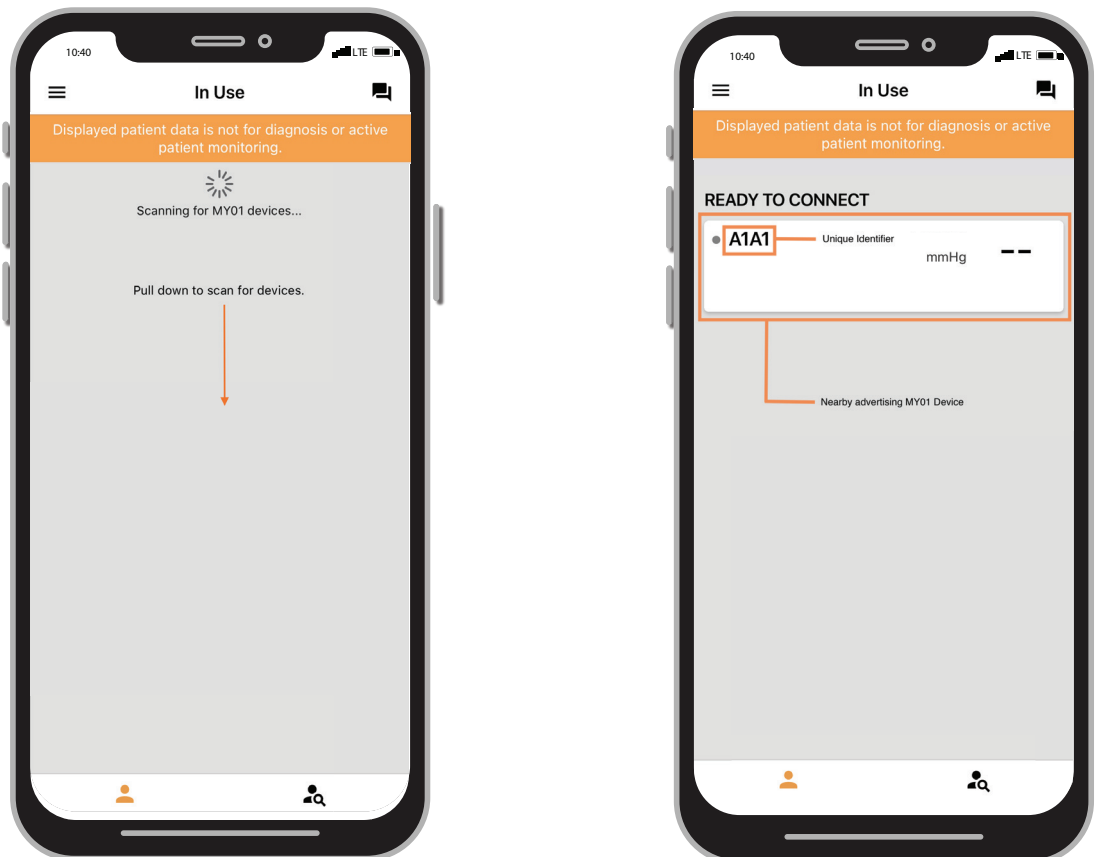 10:40
LTE
In Use
Displayed patient data is not for diagnosis or active
patient monitoring.
Scanning for MY01 devices...
Pull down to scan for devices.
10:40
LTE
In Use
Displayed patient data is not for diagnosis or active
patient monitoring.
READY TO CONNECT
A1A1
Unique Identifier
mmHg
--
Nearby advertising MY01 Device